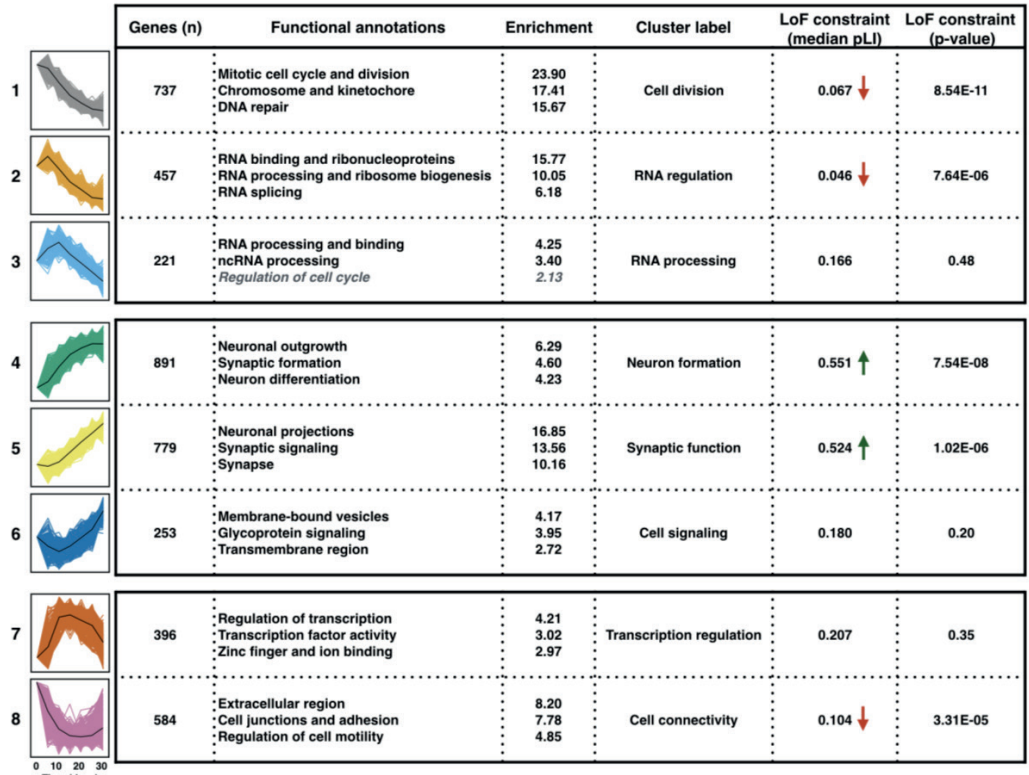 Genes (n) Functional annotations Enrichment Cluster label LoF constraint (median pLI) LoF constraint (p-value)
1 737 Mitotic cell cycle and division 23.90 Cell division 0.067 8.54E-11
Chromosome and kinetochore 17.41
DNA repair 15.67
2 457 RNA binding and ribonucleoproteins 15.77 RNA regulation 0.046 7.64E-06
RNA processing and ribosome biogenesis 10.05
RNA splicing 6.18
3 221 RNA processing and binding 4.25 RNA processing 0.166 0.48
ncRNA processing 3.40
Regulation of cell cycle 2.13
4 891 Neuronal outgrowth 6.29 Neuron formation 0.551 7.54E-08
Synaptic formation 4.60
Neuron differentiation 4.23
5 779 Neuronal projections 16.85 Synaptic function 0.524 1.02E-06
Synaptic signaling 13.56
Synapse 10.16
6 253 Membrane-bound vesicles 4.17 Cell signaling 0.180 0.20
Glycoprotein signaling 3.95
Transmembrane region 2.72
7 396 Regulation of transcription 4.21 Transcription regulation 0.207 0.35
Transcription factor activity 3.02
Zinc finger and ion binding 2.97
8 584 Extracellular region 8.20 Cell connectivity 0.104 3.31E-05
Cell junctions and adhesion 7.78
Regulation of cell motility 4.85
0 10 20 30